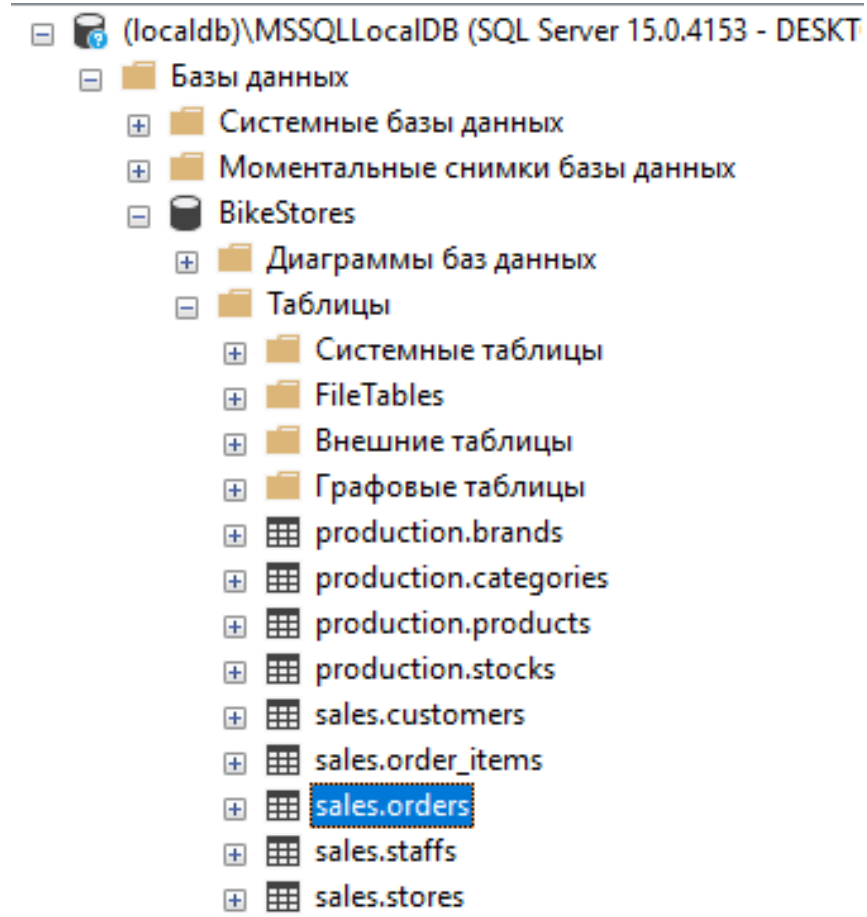 (localdb)\MSSQLLocalDB (SQL Server 15.0.4153 - DESKT
Базы данных
Системные базы данных
Моментальные снимки базы данных
BikeStores
Диаграммы баз данных
Таблицы
Системные таблицы
FileTables
Внешние таблицы
Графовые таблицы
production.brands
production.categories
production.products
production.stocks
sales.customers
sales.order_items
sales.orders
sales.staffs
sales.stores